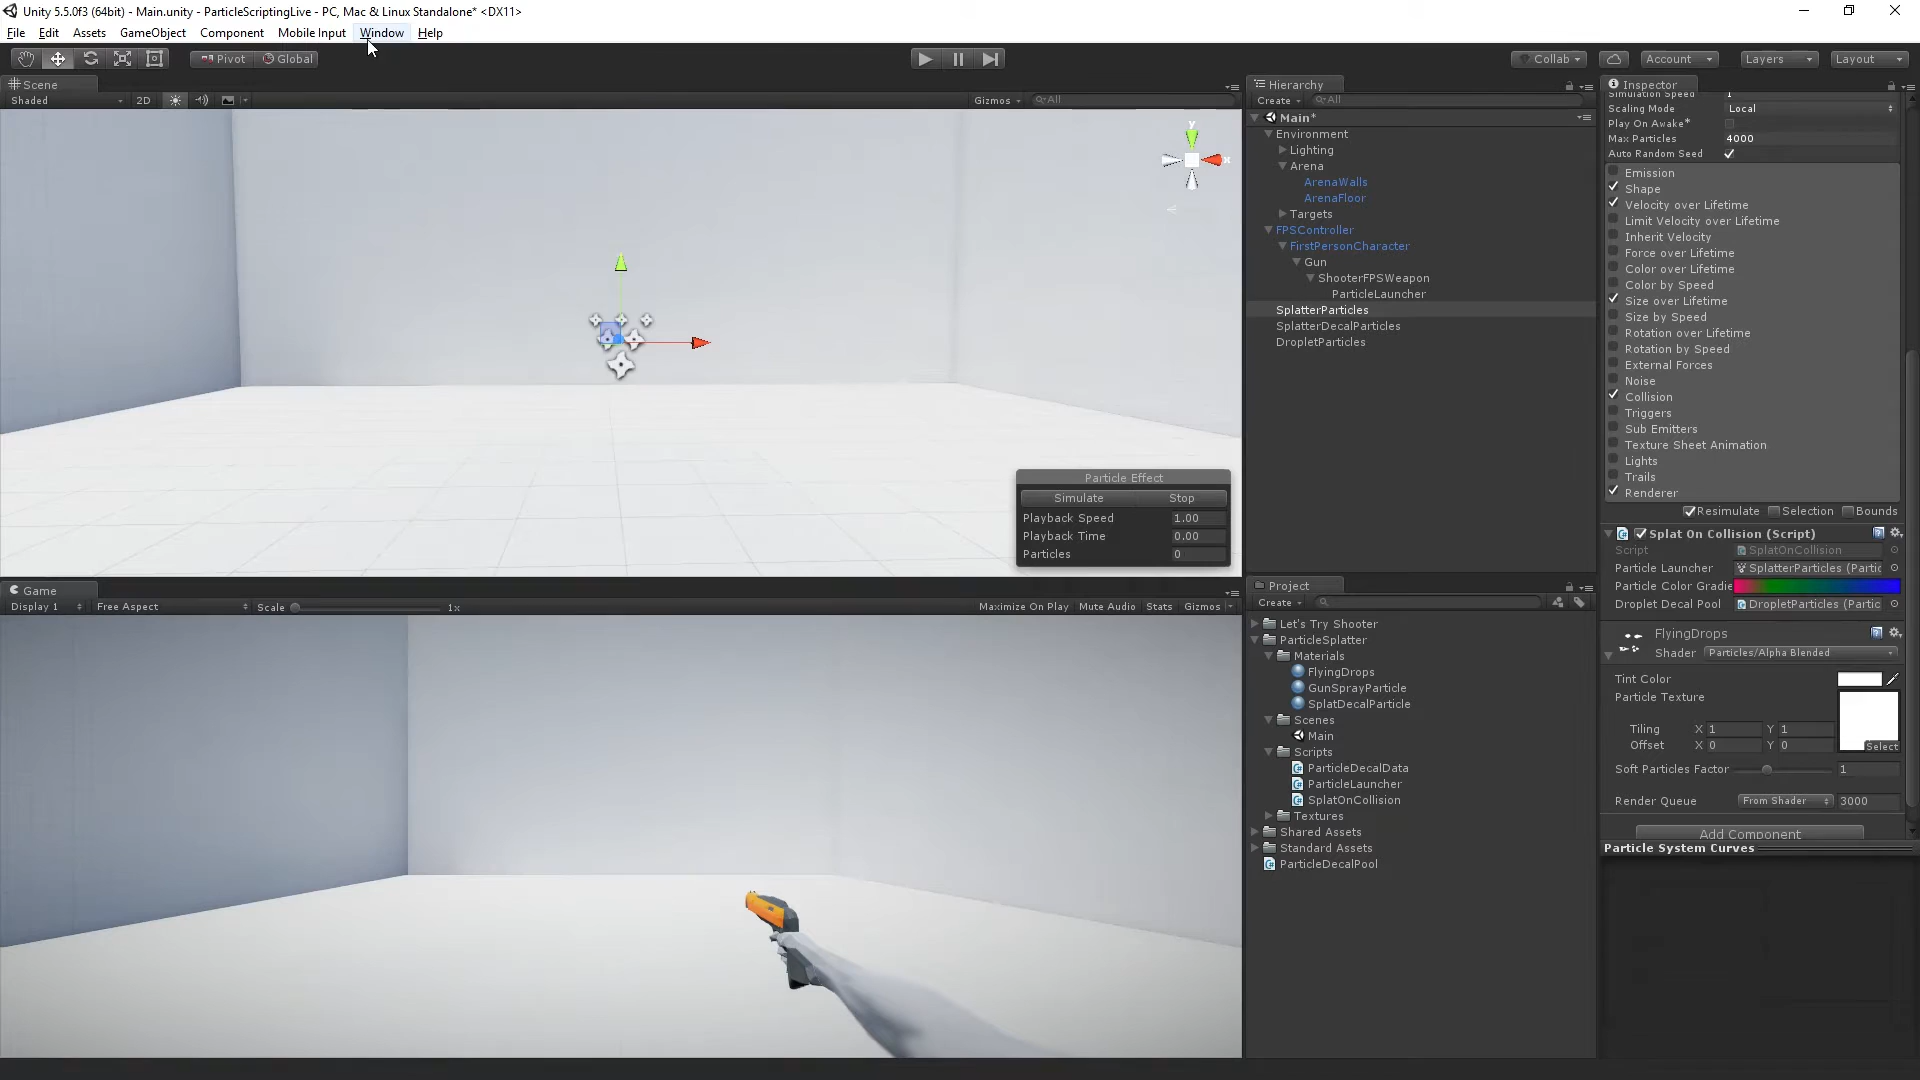 Unity 5.5.0f3 (64bit) - Main.unity - ParticleScriptingLive - PC, Mac & Linux Standalone* <DX11>
File Edit Assets GameObject Component Mobile Input Window Help
Pivot Global Collab Account Layers Layout
Scene
Shaded 2D Gizmos All
y
x
Particle Effect
Simulate Stop
Playback Speed 1.00
Playback Time 0.00
Particles 0
Game
Display 1 Free Aspect Scale 1x Maximize On Play Mute Audio Stats Gizmos
Hierarchy
Create All
Main*
Environment
Lighting
Arena
ArenaWalls
ArenaFloor
Targets
FPSController
FirstPersonCharacter
Gun
ShooterFPSWeapon
ParticleLauncher
SplatterParticles
SplatterDecalParticles
DropletParticles
Project
Create
Let's Try Shooter
ParticleSplatter
Materials
FlyingDrops
GunSprayParticle
SplatDecalParticle
Scenes
Main
Scripts
ParticleDecalData
ParticleLauncher
SplatOnCollision
Textures
Shared Assets
Standard Assets
ParticleDecalPool
Inspector
Simulation Speed 1
Scaling Mode Local
Play On Awake*
Max Particles 4000
Auto Random Seed
Emission
Shape
Velocity over Lifetime
Limit Velocity over Lifetime
Inherit Velocity
Force over Lifetime
Color over Lifetime
Color by Speed
Size over Lifetime
Size by Speed
Rotation over Lifetime
Rotation by Speed
External Forces
Noise
Collision
Triggers
Sub Emitters
Texture Sheet Animation
Lights
Trails
Renderer
Resimulate Selection Bounds
Splat On Collision (Script)
Script SplatOnCollision
Particle Launcher SplatterParticles (Partic
Particle Color Gradie
Droplet Decal Pool DropletParticles (Partic
FlyingDrops
Shader Particles/Alpha Blended
Tint Color
Particle Texture
Tiling X 1 Y 1
Offset X 0 Y 0
Select
Soft Particles Factor 1
Render Queue From Shader 3000
Add Component
Particle System Curves